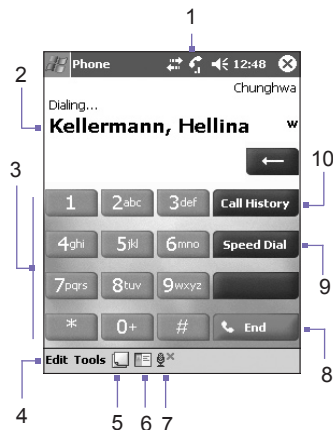 1
Phone 12:48
Chunghwa
Dialing...
2
Kellermann, Hellina w
3
10
1 2abc 3def Call History
4ghi 5jkl 6mno Speed Dial
9
7pqrs 8tuv 9wxyz
* 0+ # End
8
Edit Tools
4
5 6 7